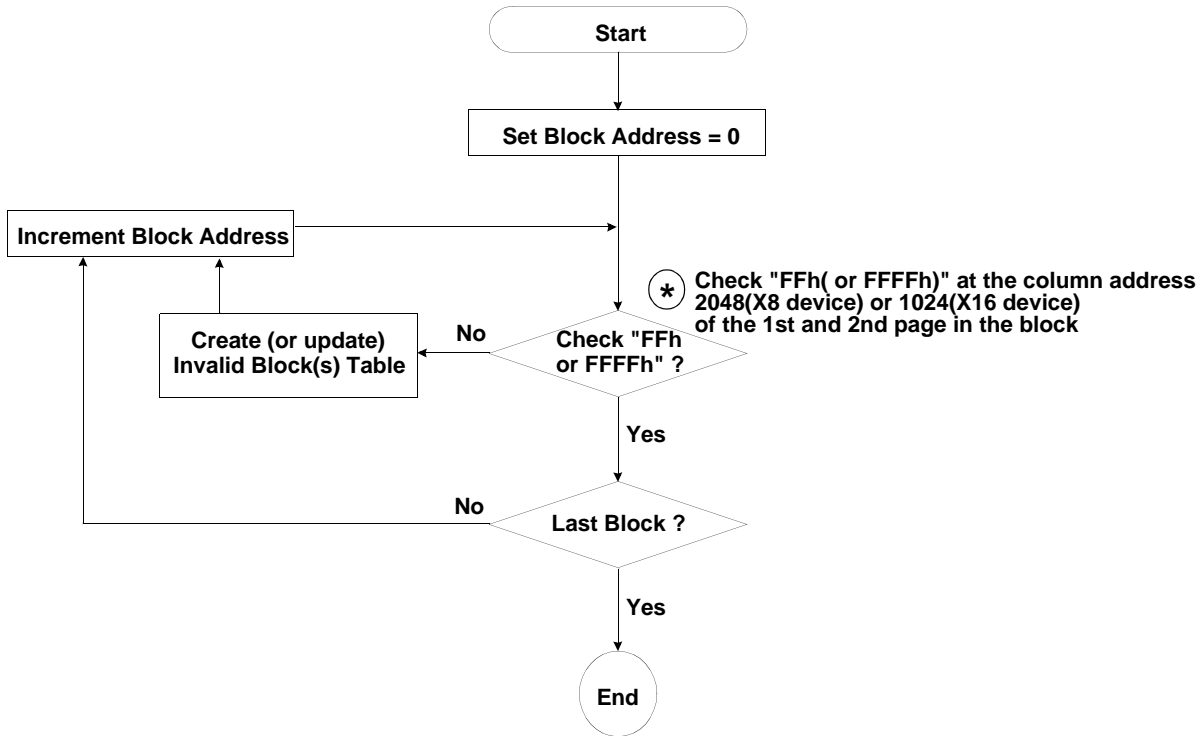 Start
Set Block Address = 0
Increment Block Address
* Check "FFh( or FFFFh)" at the column address
2048(X8 device) or 1024(X16 device)
of the 1st and 2nd page in the block
No
Create (or update)
Invalid Block(s) Table
Check "FFh
or FFFFh" ?
Yes
No
Last Block ?
Yes
End